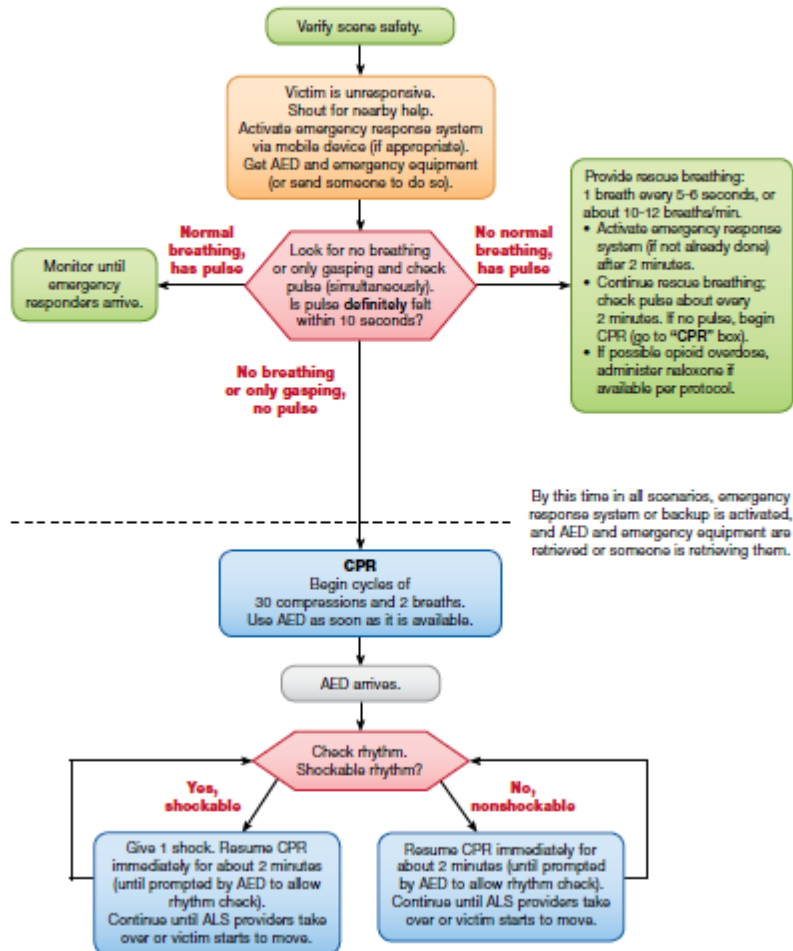 Verify scene safety.
Victim is unresponsive.
Shout for nearby help.
Activate emergency response system
via mobile device (if appropriate).
Get AED and emergency equipment
(or send someone to do so).
Normal
breathing,
has pulse
Monitor until
emergency
responders arrive.
Look for no breathing
or only gasping and check
pulse (simultaneously).
Is pulse definitely felt
within 10 seconds?
No normal
breathing,
has pulse
Provide rescue breathing:
1 breath every 5-6 seconds, or
about 10-12 breaths/min.
• Activate emergency response
system (if not already done)
after 2 minutes.
• Continue rescue breathing;
check pulse about every
2 minutes. If no pulse, begin
CPR (go to “CPR” box).
• If possible opioid overdose,
administer naloxone if
available per protocol.
No breathing
or only gasping,
no pulse
By this time in all scenarios, emergency
response system or backup is activated,
and AED and emergency equipment are
retrieved or someone is retrieving them.
CPR
Begin cycles of
30 compressions and 2 breaths.
Use AED as soon as it is available.
AED arrives.
Check rhythm.
Shockable rhythm?
Yes,
shockable
No,
nonshockable
Give 1 shock. Resume CPR
immediately for about 2 minutes
(until prompted by AED to allow
rhythm check).
Continue until ALS providers take
over or victim starts to move.
Resume CPR immediately for
about 2 minutes (until prompted
by AED to allow rhythm check).
Continue until ALS providers take
over or victim starts to move.